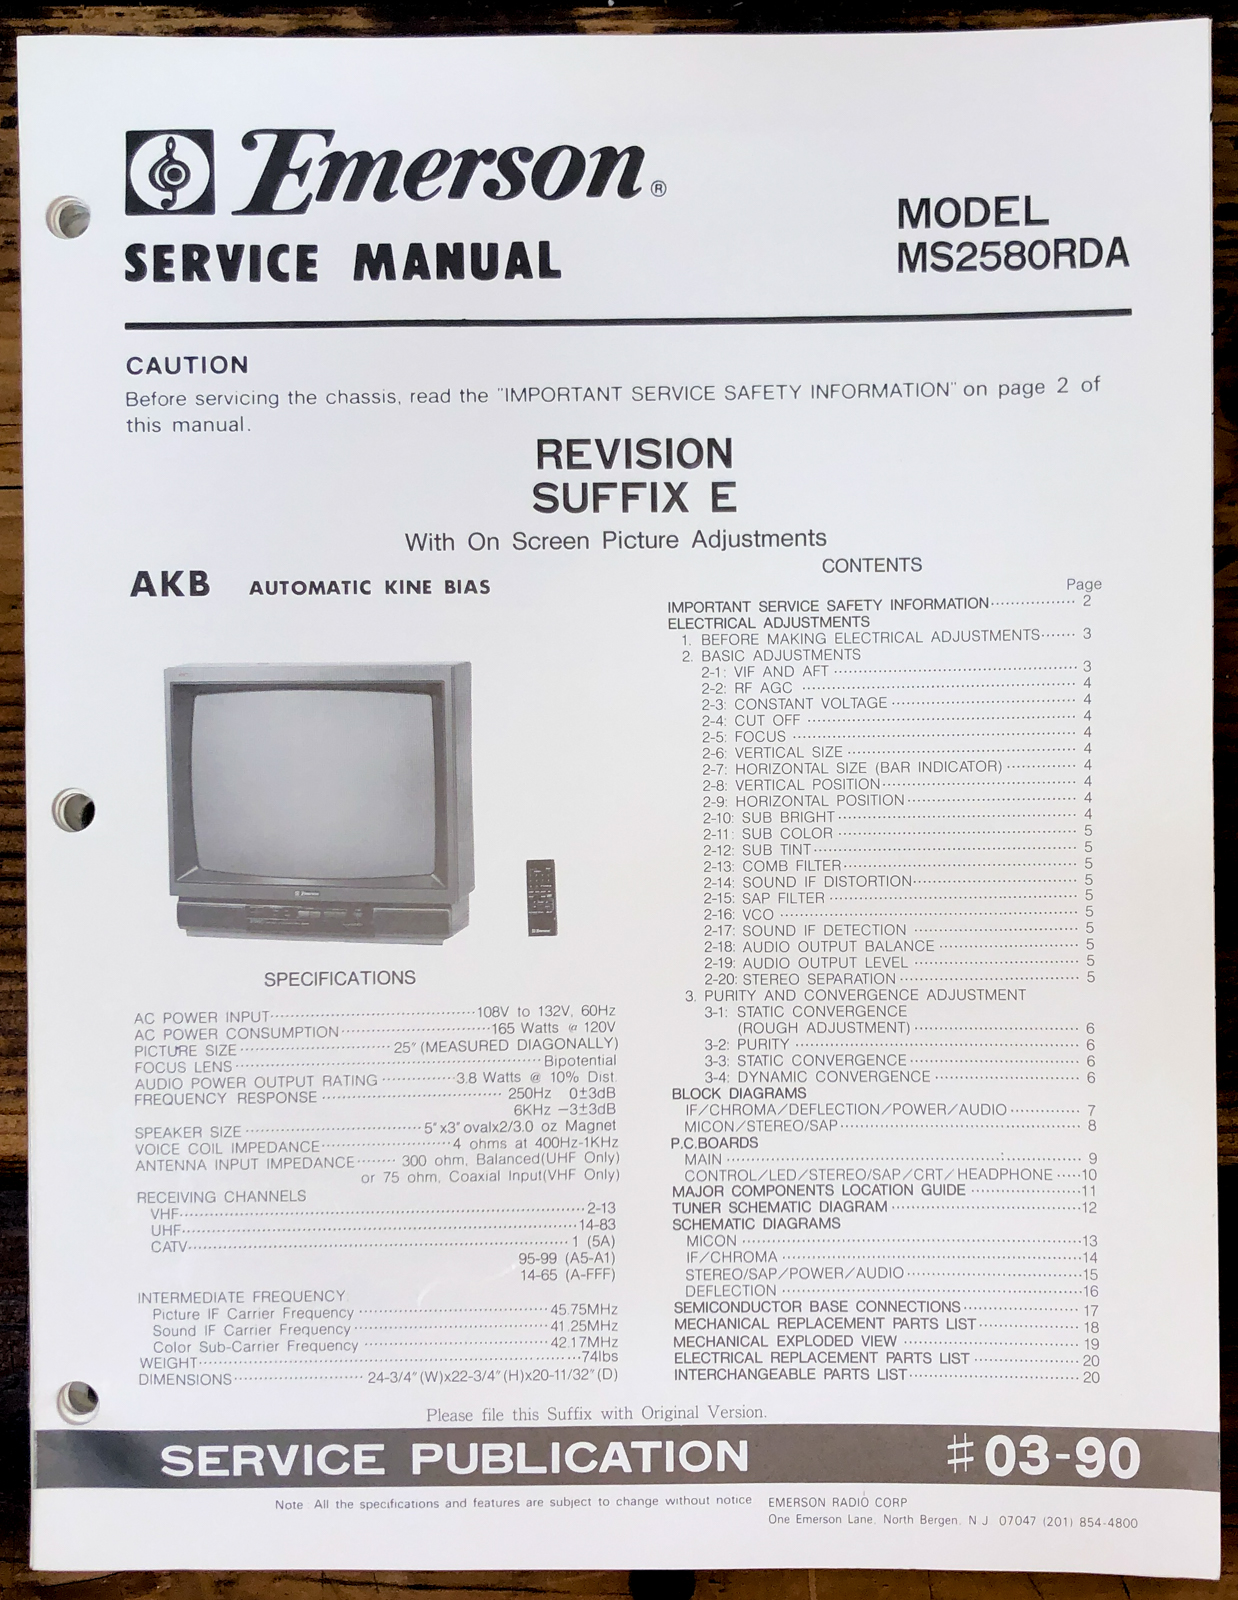 Emerson®
SERVICE MANUAL
MODEL
MS2580RDA
CAUTION
Before servicing the chassis, read the "IMPORTANT SERVICE SAFETY INFORMATION" on page 2 of
this manual.
REVISION
SUFFIX E
With On Screen Picture Adjustments
AKB AUTOMATIC KINE BIAS
Emerson
Emerson
SPECIFICATIONS
AC POWER INPUT 108V to 132V, 60Hz
AC POWER CONSUMPTION 165 Watts @ 120V
PICTURE SIZE 25" (MEASURED DIAGONALLY)
FOCUS LENS Bipotential
AUDIO POWER OUTPUT RATING 3.8 Watts @ 10% Dist.
FREQUENCY RESPONSE 250Hz 0±3dB
6KHz −3±3dB
SPEAKER SIZE 5"x3" ovalx2/3.0 oz Magnet
VOICE COIL IMPEDANCE 4 ohms at 400Hz-1KHz
ANTENNA INPUT IMPEDANCE 300 ohm, Balanced(UHF Only)
or 75 ohm, Coaxial Input(VHF Only)
RECEIVING CHANNELS
VHF 2-13
UHF 14-83
CATV 1 (5A)
95-99 (A5-A1)
14-65 (A-FFF)
INTERMEDIATE FREQUENCY
Picture IF Carrier Frequency 45.75MHz
Sound IF Carrier Frequency 41.25MHz
Color Sub-Carrier Frequency 42.17MHz
WEIGHT 74lbs
DIMENSIONS 24-3/4"(W)x22-3/4"(H)x20-11/32"(D)
CONTENTS
Page
IMPORTANT SERVICE SAFETY INFORMATION 2
ELECTRICAL ADJUSTMENTS
1. BEFORE MAKING ELECTRICAL ADJUSTMENTS 3
2. BASIC ADJUSTMENTS
2-1: VIF AND AFT 3
2-2: RF AGC 4
2-3: CONSTANT VOLTAGE 4
2-4: CUT OFF 4
2-5: FOCUS 4
2-6: VERTICAL SIZE 4
2-7: HORIZONTAL SIZE (BAR INDICATOR) 4
2-8: VERTICAL POSITION 4
2-9: HORIZONTAL POSITION 4
2-10: SUB BRIGHT 4
2-11: SUB COLOR 5
2-12: SUB TINT 5
2-13: COMB FILTER 5
2-14: SOUND IF DISTORTION 5
2-15: SAP FILTER 5
2-16: VCO 5
2-17: SOUND IF DETECTION 5
2-18: AUDIO OUTPUT BALANCE 5
2-19: AUDIO OUTPUT LEVEL 5
2-20: STEREO SEPARATION 5
3. PURITY AND CONVERGENCE ADJUSTMENT
3-1: STATIC CONVERGENCE
(ROUGH ADJUSTMENT) 6
3-2: PURITY 6
3-3: STATIC CONVERGENCE 6
3-4: DYNAMIC CONVERGENCE 6
BLOCK DIAGRAMS
IF/CHROMA/DEFLECTION/POWER/AUDIO 7
MICON/STEREO/SAP 8
P.C.BOARDS
MAIN 9
CONTROL/LED/STEREO/SAP/CRT/HEADPHONE 10
MAJOR COMPONENTS LOCATION GUIDE 11
TUNER SCHEMATIC DIAGRAM 12
SCHEMATIC DIAGRAMS
MICON 13
IF/CHROMA 14
STEREO/SAP/POWER/AUDIO 15
DEFLECTION 16
SEMICONDUCTOR BASE CONNECTIONS 17
MECHANICAL REPLACEMENT PARTS LIST 18
MECHANICAL EXPLODED VIEW 19
ELECTRICAL REPLACEMENT PARTS LIST 20
INTERCHANGEABLE PARTS LIST 20
Please file this Suffix with Original Version.
SERVICE PUBLICATION #03-90
Note All the specifications and features are subject to change without notice
EMERSON RADIO CORP
One Emerson Lane, North Bergen, N.J 07047 (201) 854-4800